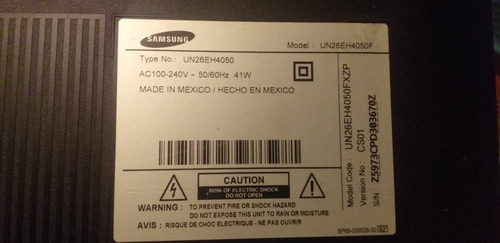 SAMSUNG
Model : UN26EH4050F
Type No.: UN26EH4050
AC100-240V ~ 50/60Hz 41W
MADE IN MEXICO / HECHO EN MEXICO
CAUTION
RISK OF ELECTRIC SHOCK
DO NOT OPEN
WARNING : TO PREVENT FIRE OR SHOCK HAZARD
DO NOT EXPOSE THIS UNIT TO RAIN OR MOISTURE
AVIS : RISQUE DE CHOC ELECTRIQUE - NE PAS OUVRIR
Model Code UN26EH4050FXZP
Version No CS01
S/N Z5973CPD303670Z